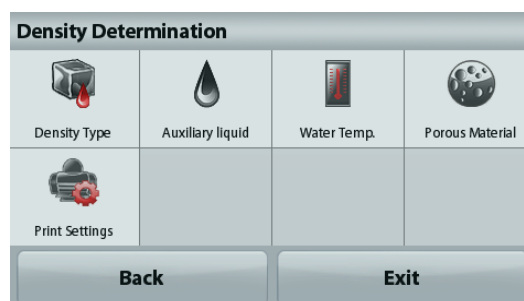 Density Determination
Density Type
Auxiliary liquid
Water Temp.
Porous Material
Print Settings
Back
Exit